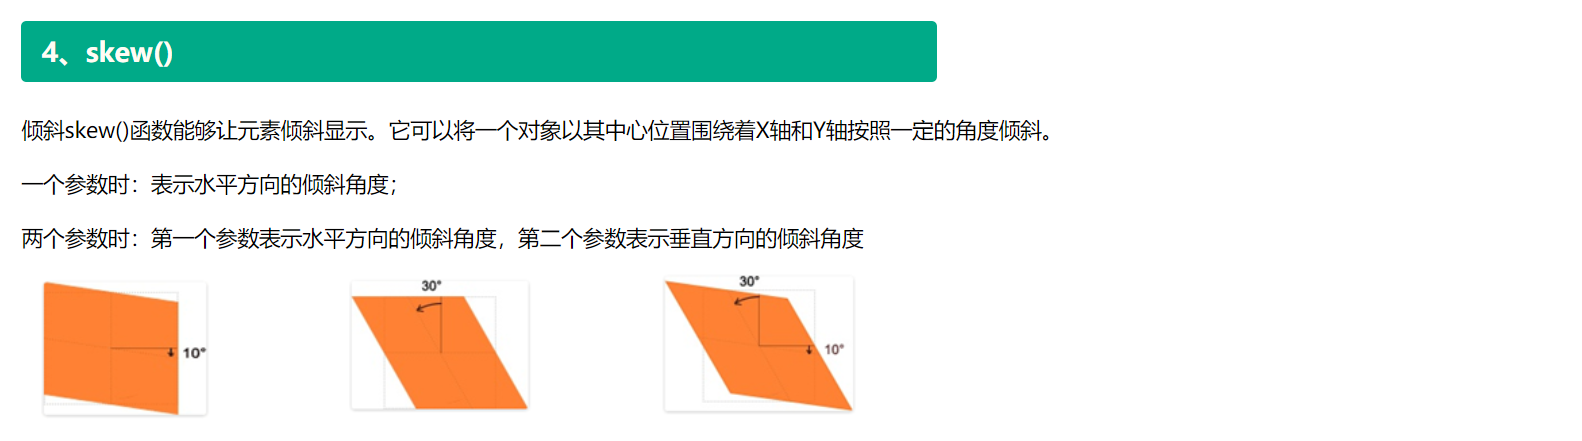 4、skew()
倾斜skew()函数能够让元素倾斜显示。它可以将一个对象以其中心位置围绕着X轴和Y轴按照一定的角度倾斜。
一个参数时：表示水平方向的倾斜角度；
两个参数时：第一个参数表示水平方向的倾斜角度，第二个参数表示垂直方向的倾斜角度
10°
30°
30°
10°